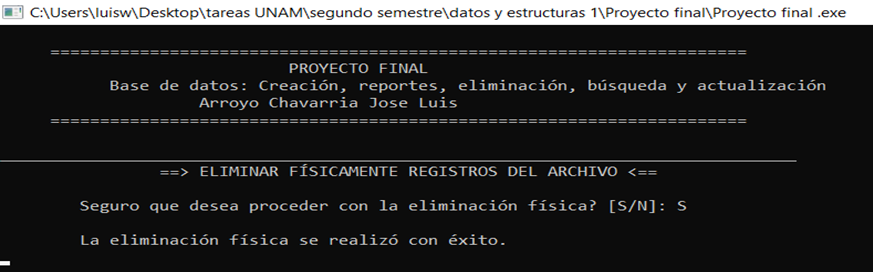 C:\Users\luisw\Desktop\tareas UNAM\segundo semestre\datos y estructuras 1\Proyecto final\Proyecto final .exe
======================================================================
PROYECTO FINAL
Base de datos: Creación, reportes, eliminación, búsqueda y actualización
Arroyo Chavarria Jose Luis
======================================================================
________________________________________________________________________________
==> ELIMINAR FÍSICAMENTE REGISTROS DEL ARCHIVO <==
Seguro que desea proceder con la eliminación física? [S/N]: S
La eliminación física se realizó con éxito.